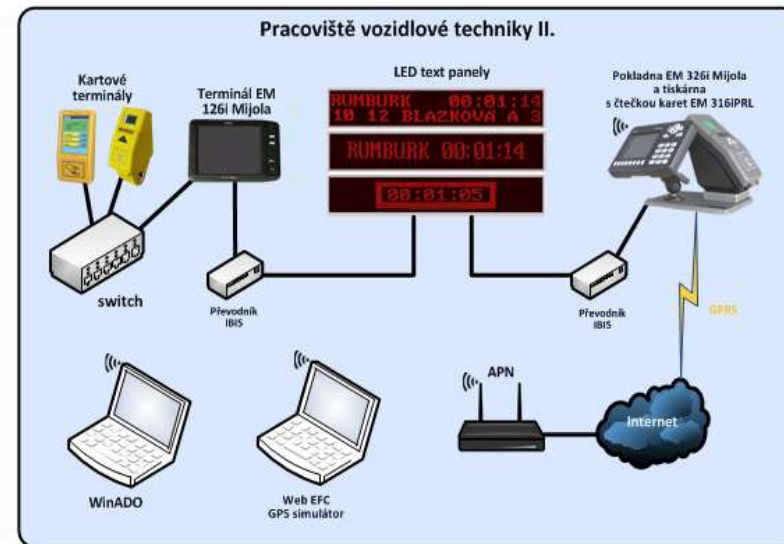 Pracoviště vozidlové techniky II.
Kartové
terminály
Terminál EM
126i Mijola
LED text panely
Pokladna EM 326i Mijola
a tiskárna
s čtečkou karet EM 316iPRL
RUMBURK 00:01:14
10 12 BLAZKOVA A 3
RUMBURK 00:01:14
00:01:05
switch
Převodník
IBIS
Převodník
IBIS
GPRS
APN
Internet
WinADO
Web EFC
GPS simulátor